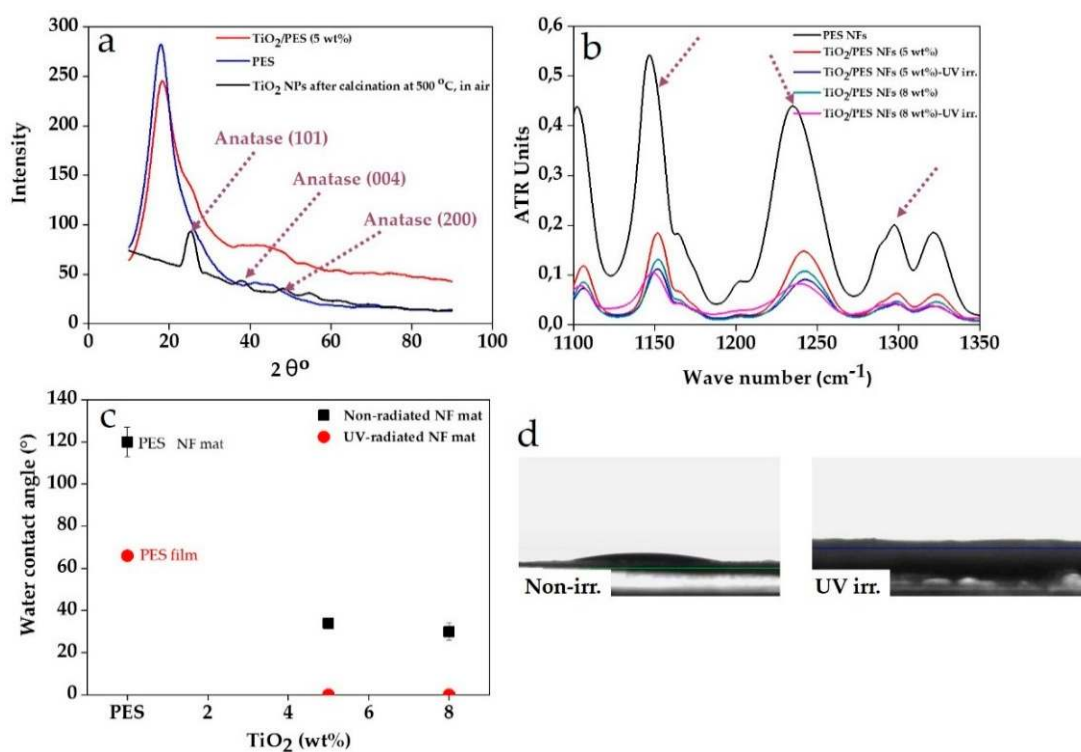 a
TiO2/PES (5 wt%)
PES
TiO2 NPs after calcination at 500 °C, in air
Anatase (101)
Anatase (004)
Anatase (200)
Intensity
300
250
200
150
100
50
0
0 20 40 60 80 100
2 θ°
b
PES NFs
TiO2/PES NFs (5 wt%)
TiO2/PES NFs (5 wt%)-UV irr.
TiO2/PES NFs (8 wt%)
TiO2/PES NFs (8 wt%)-UV irr.
ATR Units
0,6
0,5
0,4
0,3
0,2
0,1
0,0
1100 1150 1200 1250 1300 1350
Wave number (cm-1)
c
Non-radiated NF mat
UV-radiated NF mat
PES NF mat
PES film
Water contact angle (°)
140
120
100
80
60
40
20
0
PES 2 4 6 8
TiO2 (wt%)
d
Non-irr.
UV irr.